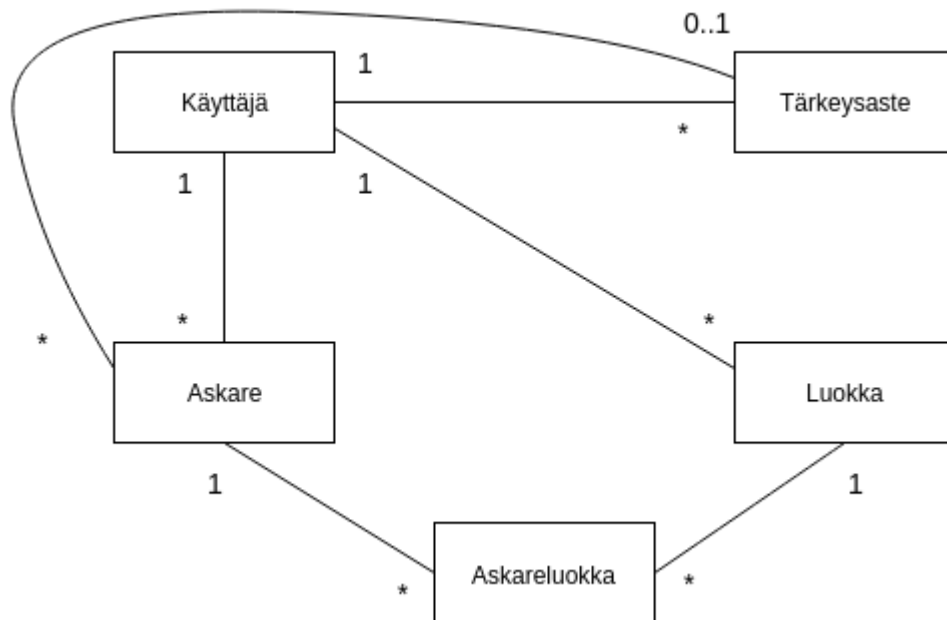 0..1
1
Käyttäjä
Tärkeysaste
*
1
1
*
*
*
Askare
Luokka
1
1
Askareluokka
*
*